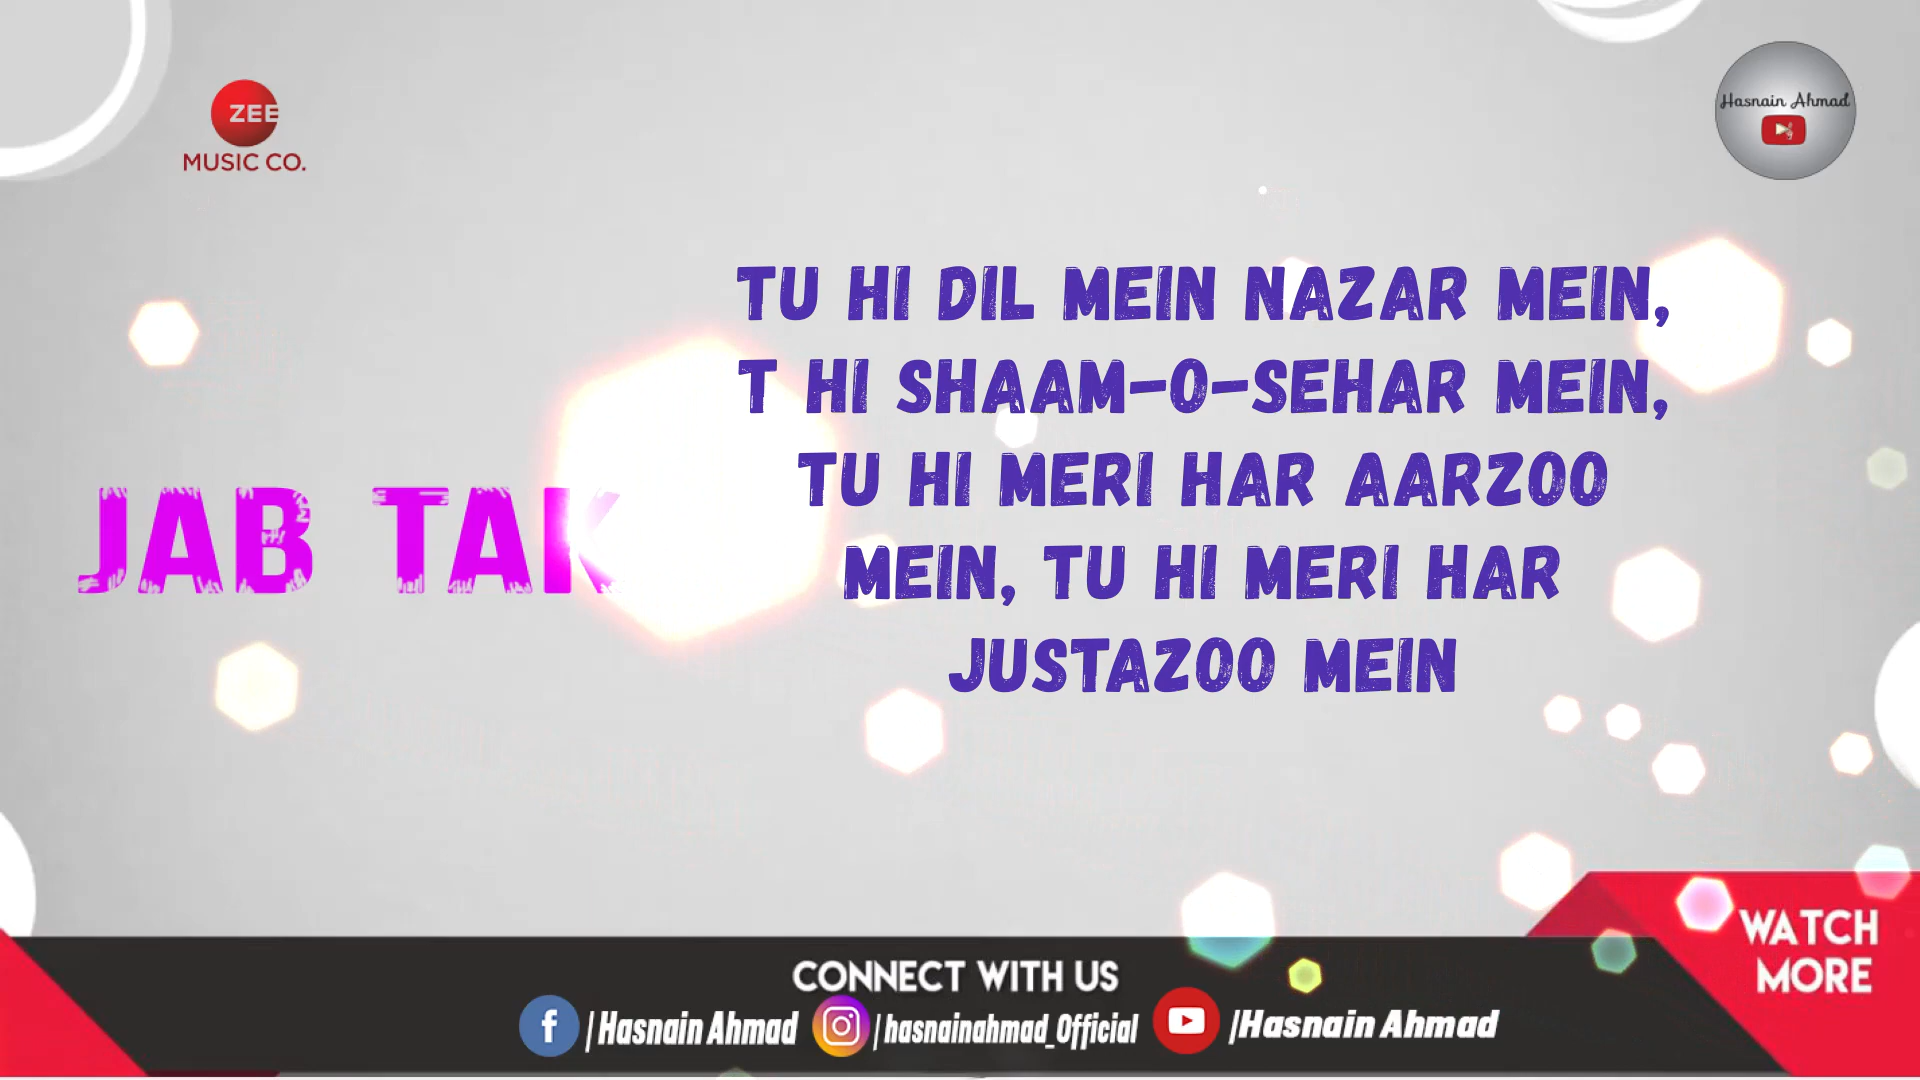 ZEE
MUSIC CO.
Hasnain Ahmad
TU HI DIL MEIN NAZAR MEIN,
T HI SHAAM-O-SEHAR MEIN,
TU HI MERI HAR AARZOO
MEIN, TU HI MERI HAR
JUSTAZOO MEIN
JAB TAK
WATCH
MORE
CONNECT WITH US
/Hasnain Ahmad
/hasnainahmad_Official
/Hasnain Ahmad